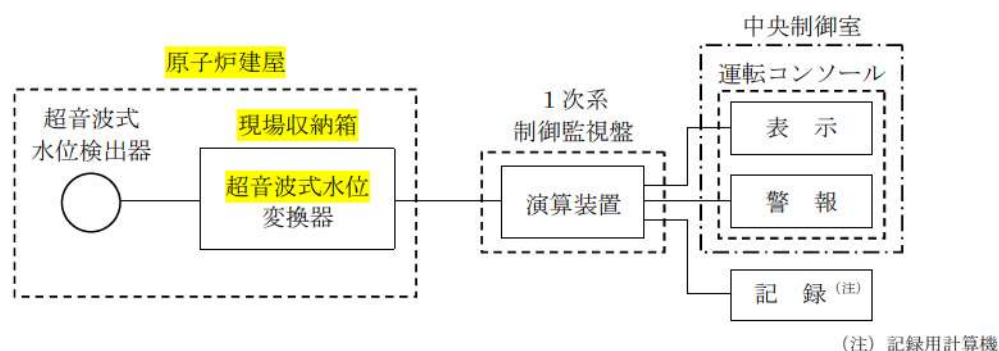 中央制御室
原子炉建屋
運転コンソール
超音波式
水位検出器
現場収納箱
1次系
制御監視盤
表 示
超音波式水位
変換器
演算装置
警 報
記 録(注)
(注) 記録用計算機